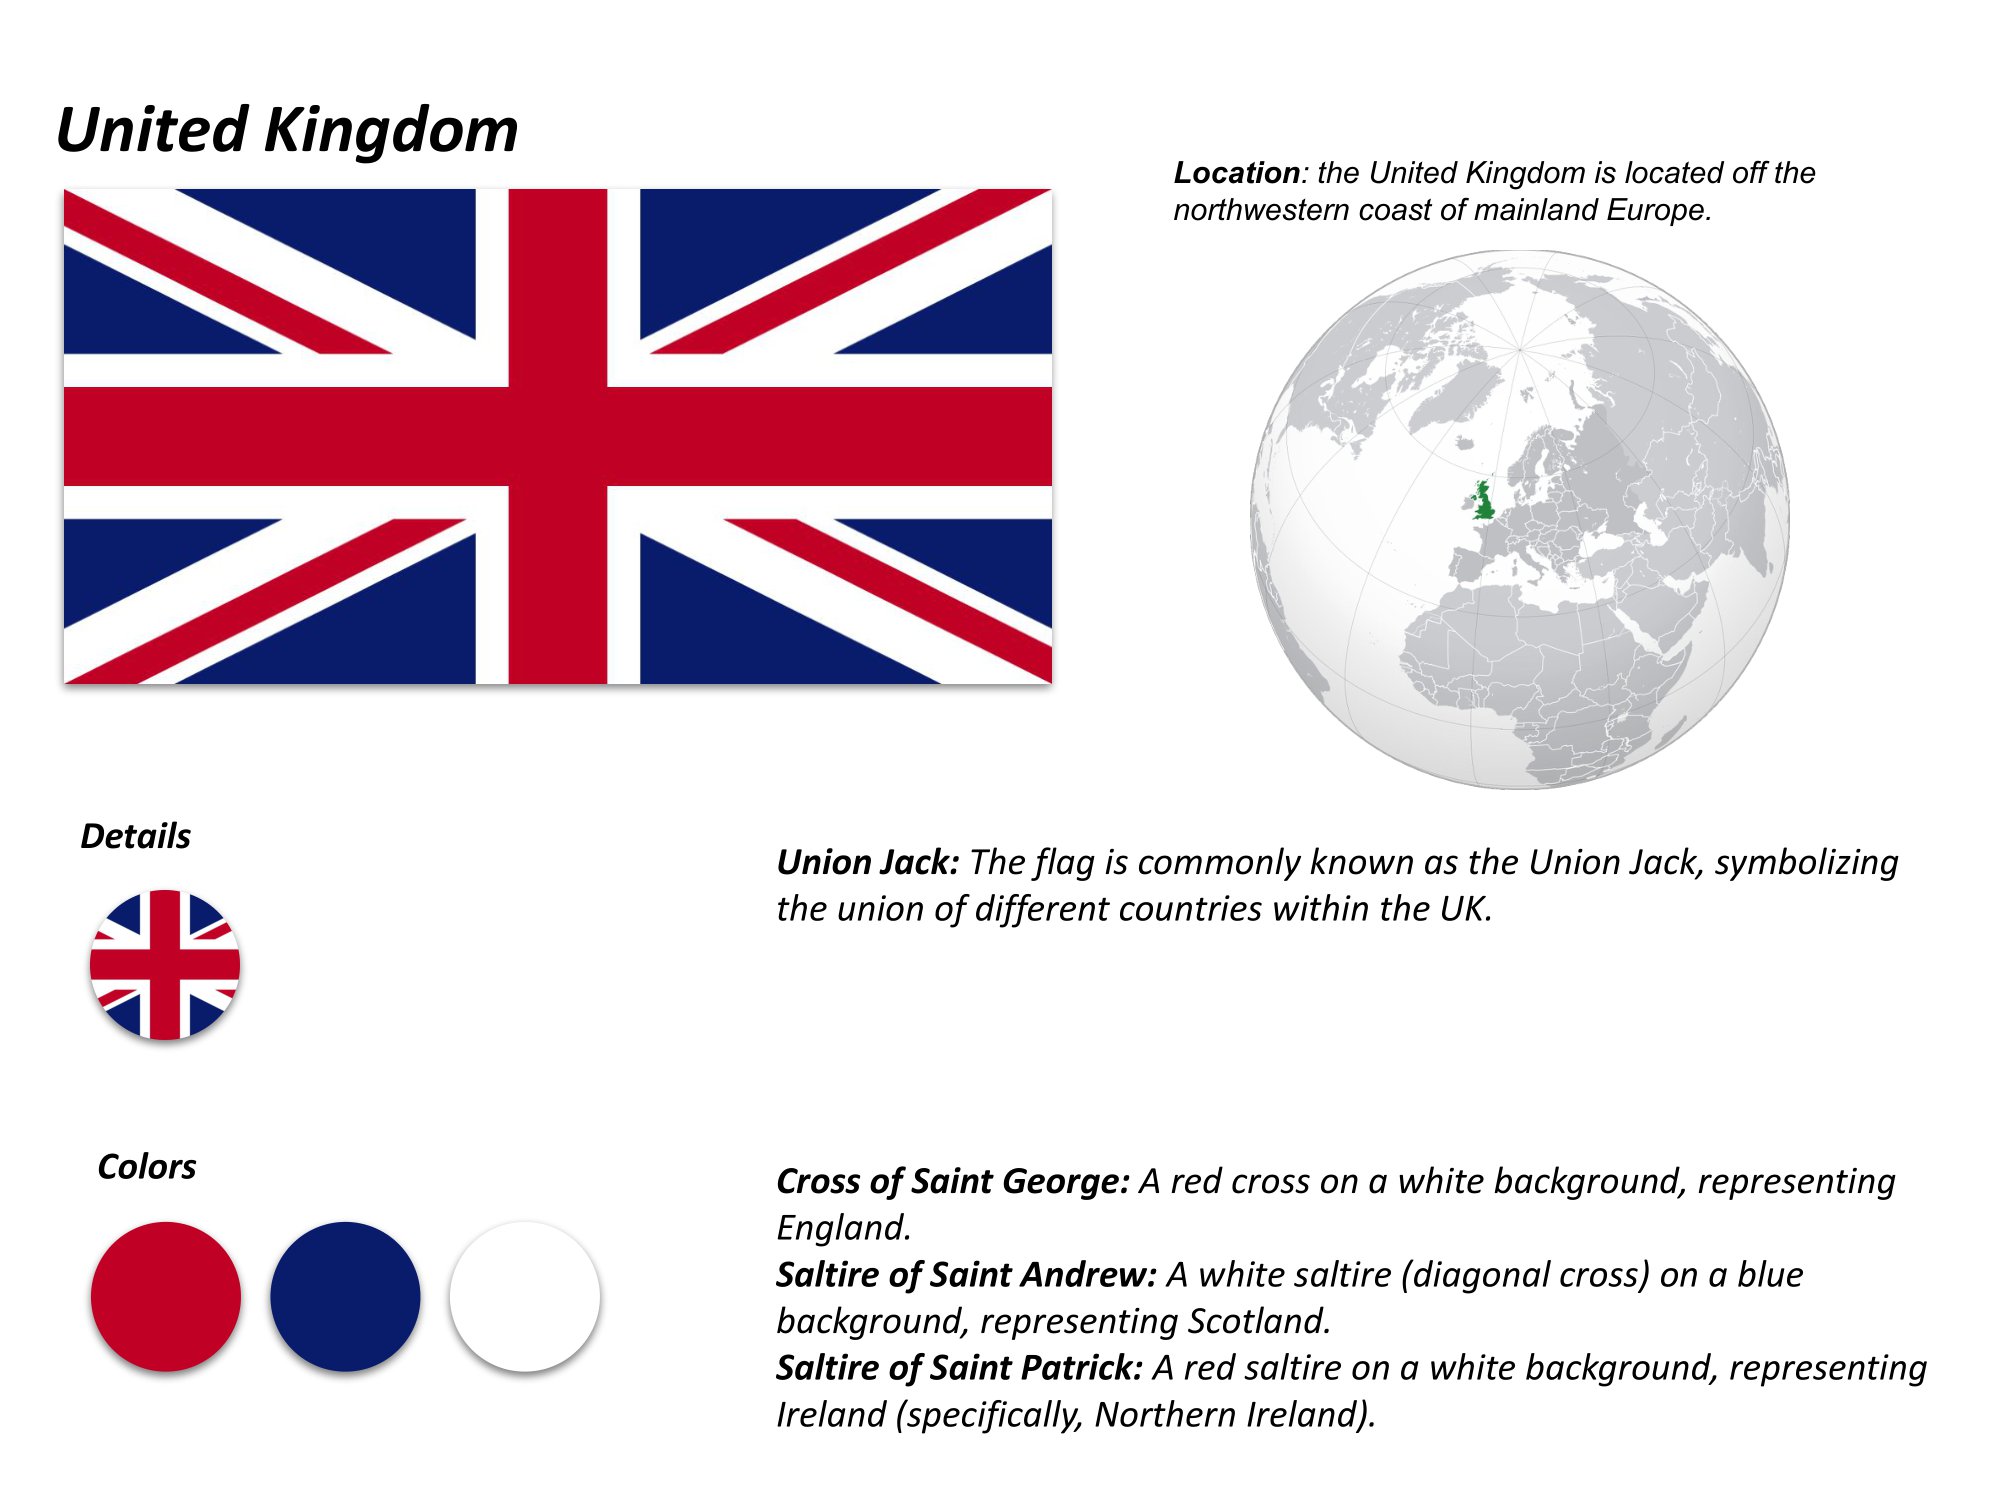 United Kingdom
Location: the United Kingdom is located off the
northwestern coast of mainland Europe.
Details
Union Jack: The flag is commonly known as the Union Jack, symbolizing
the union of different countries within the UK.
Colors
Cross of Saint George: A red cross on a white background, representing
England.
Saltire of Saint Andrew: A white saltire (diagonal cross) on a blue
background, representing Scotland.
Saltire of Saint Patrick: A red saltire on a white background, representing
Ireland (specifically, Northern Ireland).